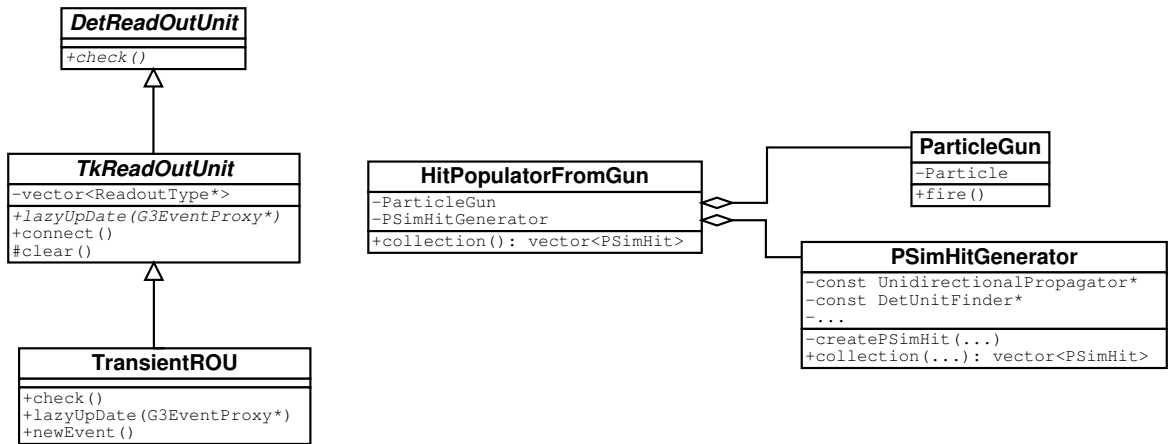 DetReadOutUnit
+check()
TkReadOutUnit
-vector<ReadoutType*>
+lazyUpDate(G3EventProxy*)
+connect()
#clear()
TransientROU
+check()
+lazyUpDate(G3EventProxy*)
+newEvent()
HitPopulatorFromGun
-ParticleGun
-PSimHitGenerator
+collection(): vector<PSimHit>
ParticleGun
-Particle
+fire()
PSimHitGenerator
-const UnidirectionalPropagator*
-const DetUnitFinder*
-...
-createPSimHit(...)
+collection(...): vector<PSimHit>